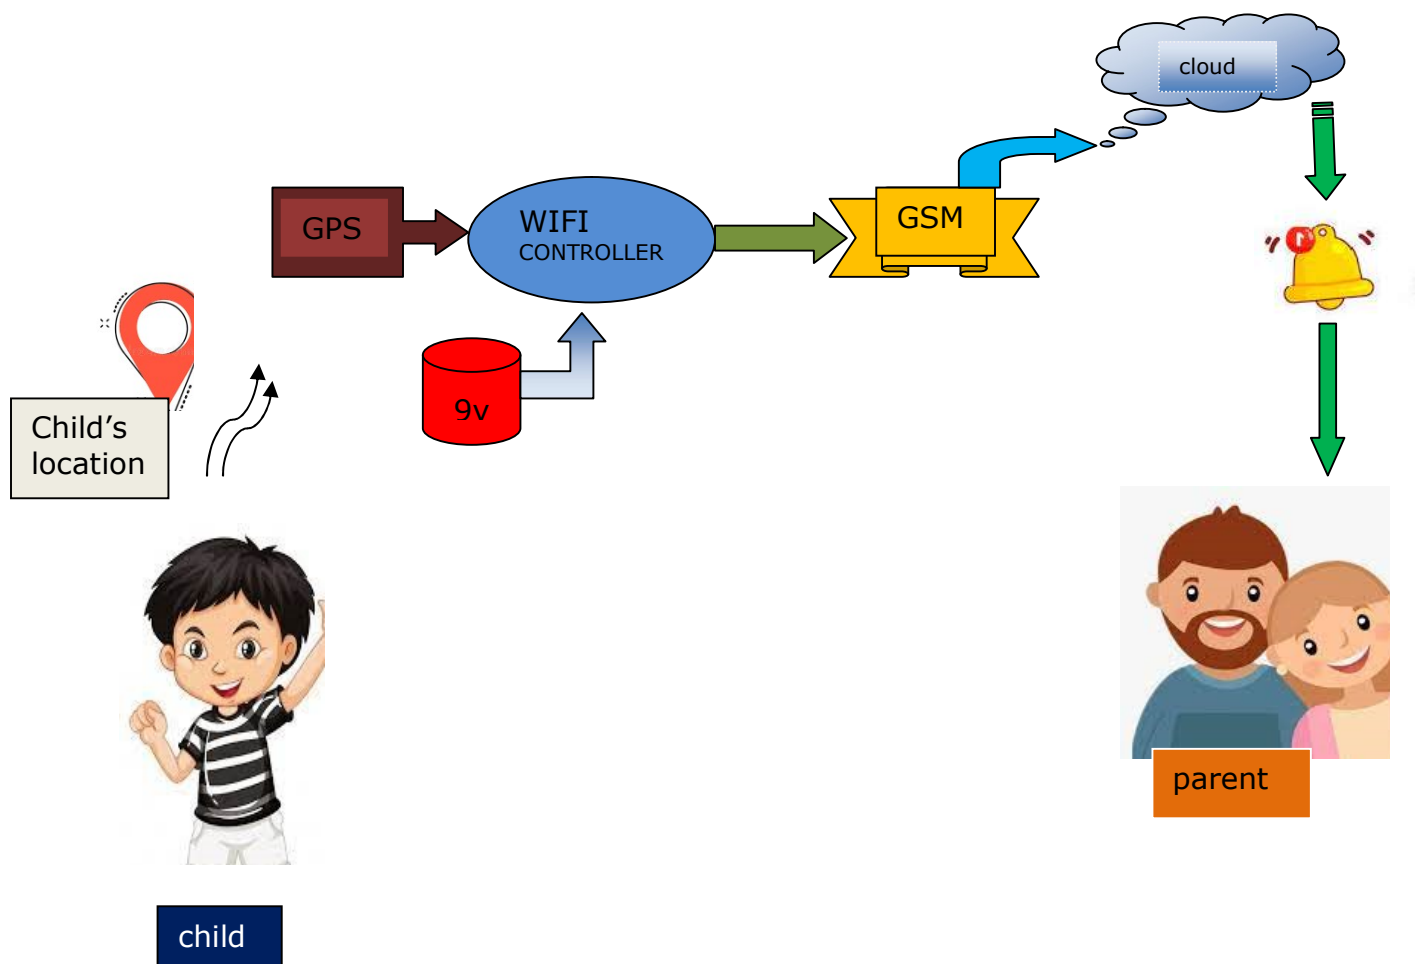 cloud
GPS
WIFI
CONTROLLER
GSM
9v
Child’s
location
parent
child